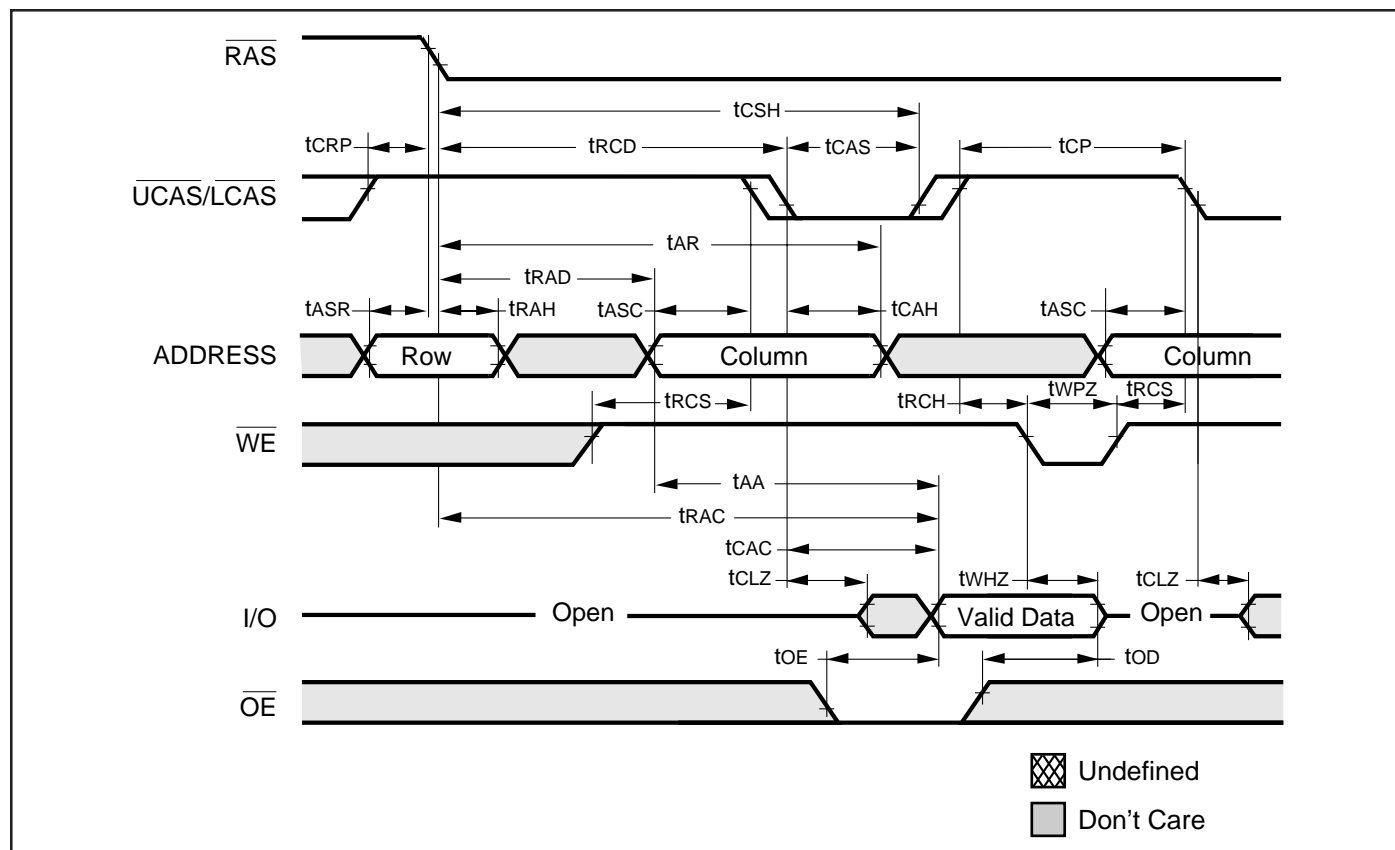 RAS
tCSH
tCRP
tRCD
tCAS
tCP
UCAS/LCAS
tAR
tRAD
tASR
tRAH
tASC
tCAH
tASC
ADDRESS
Row
Column
Column
tRCS
tRCH
tWPZ
tRCS
WE
tAA
tRAC
tCAC
tCLZ
tWHZ
tCLZ
I/O
Open
Valid Data
Open
tOE
tOD
OE
Undefined
Don't Care